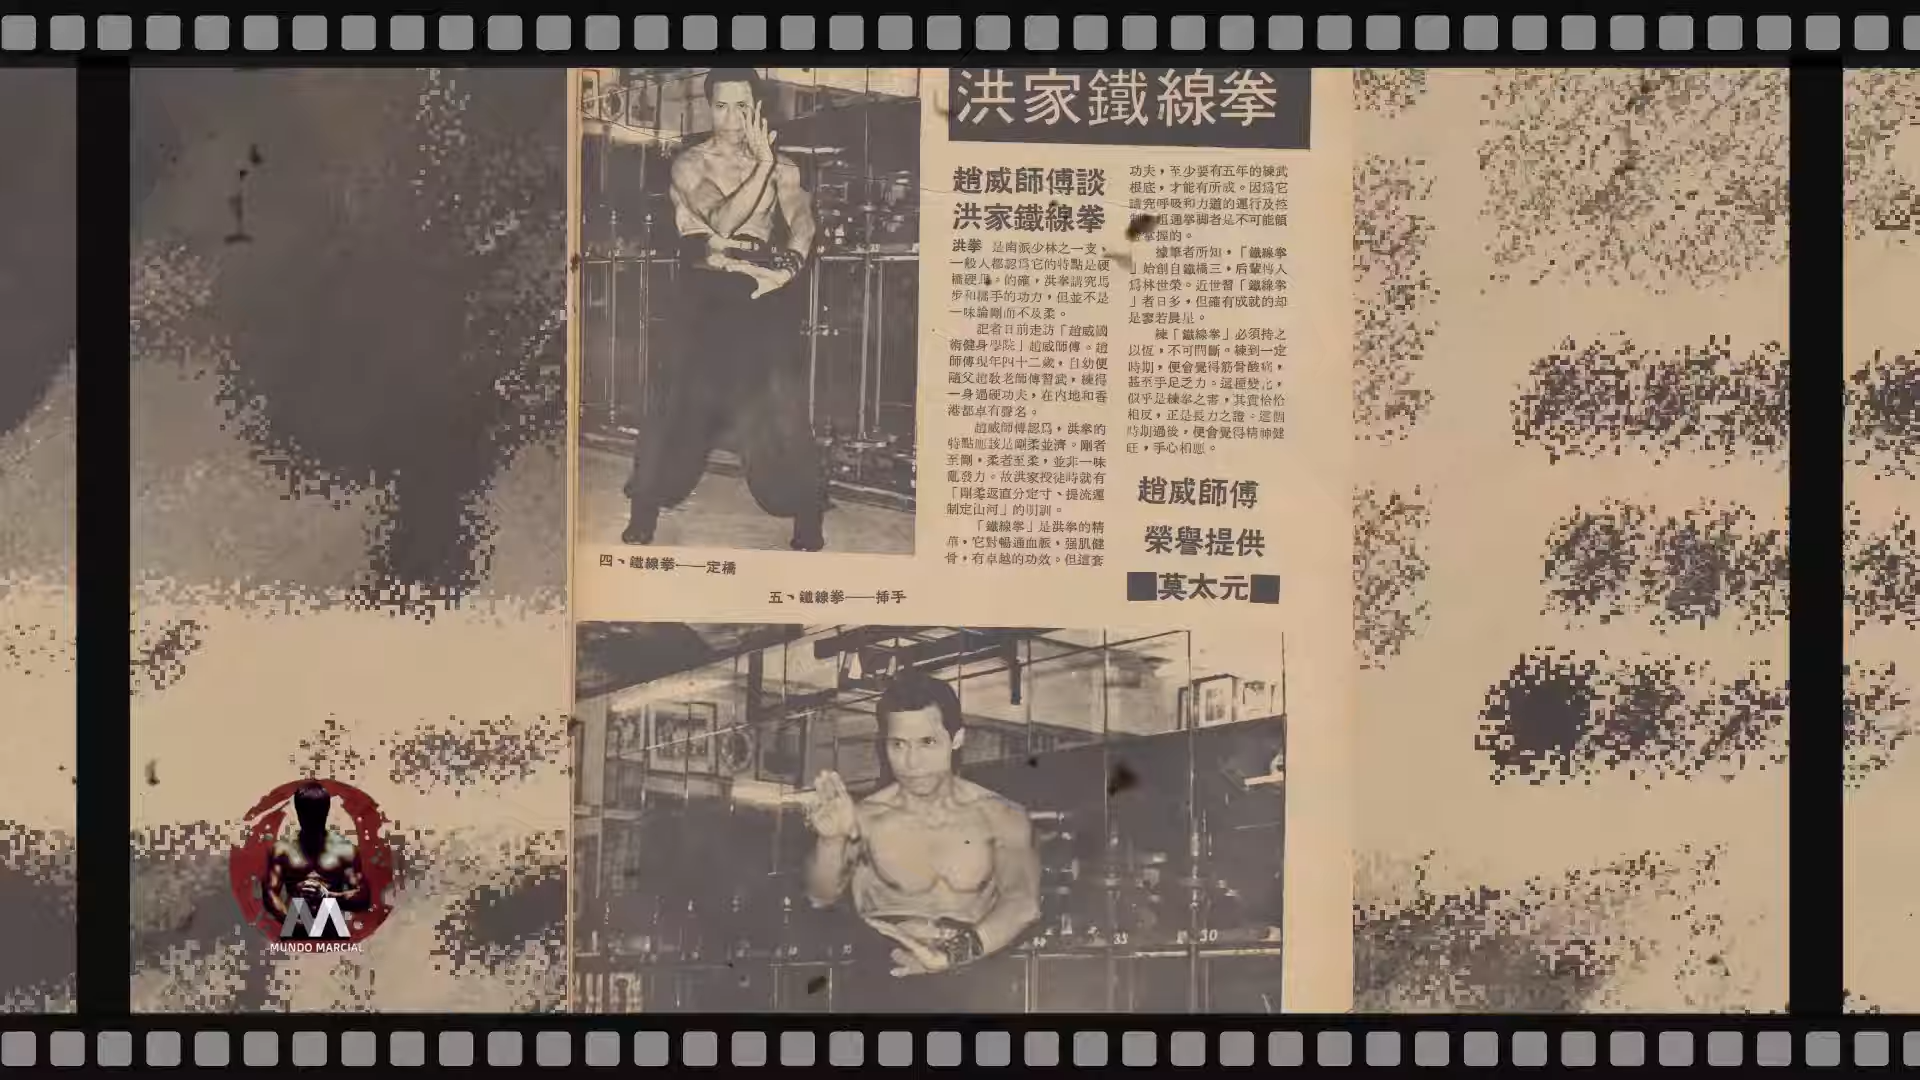 洪家鐵線拳
趙威師傅談
洪家鐵線拳
洪拳 是南派少林之一支，
一般人都認爲它的特點是硬
橋硬馬。的確，洪拳講究馬
步和橋手的功力，但並不是
一味論剛而不及柔。
記者日前走訪「趙威國
術健身學院」趙威師傅。趙
師傅現年四十二歲，自幼便
隨父趙教老師傅習武，練得
一身過硬功夫，在內地和香
港都卓有聲名。
趙威師傅認爲，洪拳的
特點應該是剛柔並濟。剛者
至剛，柔者至柔，並非一味
亂發力。故洪家授徒時就有
「剛柔逼直分定寸、提流運
制定山河」的明訓。
「鐵線拳」是洪拳的精
華，它對暢通血脈，强肌健
骨，有卓越的功效。但這套
功夫，至少要有五年的練武
根底，才能有所成。因爲它
講究呼吸和力道的運行及控
粗通拳脚者是不可能領
掌握的。
據筆者所知，「鐵線拳
」始創自鐵橋三，后輩傳人
爲林世榮。近世習「鐵線拳
」者日多，但確有成就的却
是寥若晨星。
練「鐵線拳」必須持之
以恆，不可間斷。練到一定
時期，便會覺得筋骨酸痛，
甚至手足乏力。這種變化，
似乎是練拳之害，其實恰恰
相反，正是長力之證。這個
時期過後，便會覺得精神健
旺，手心相應。
趙威師傅
榮譽提供
■莫太元■
四、鐵線拳——定橋
五、鐵線拳——揷手
35
30
MUNDO MARCIAL